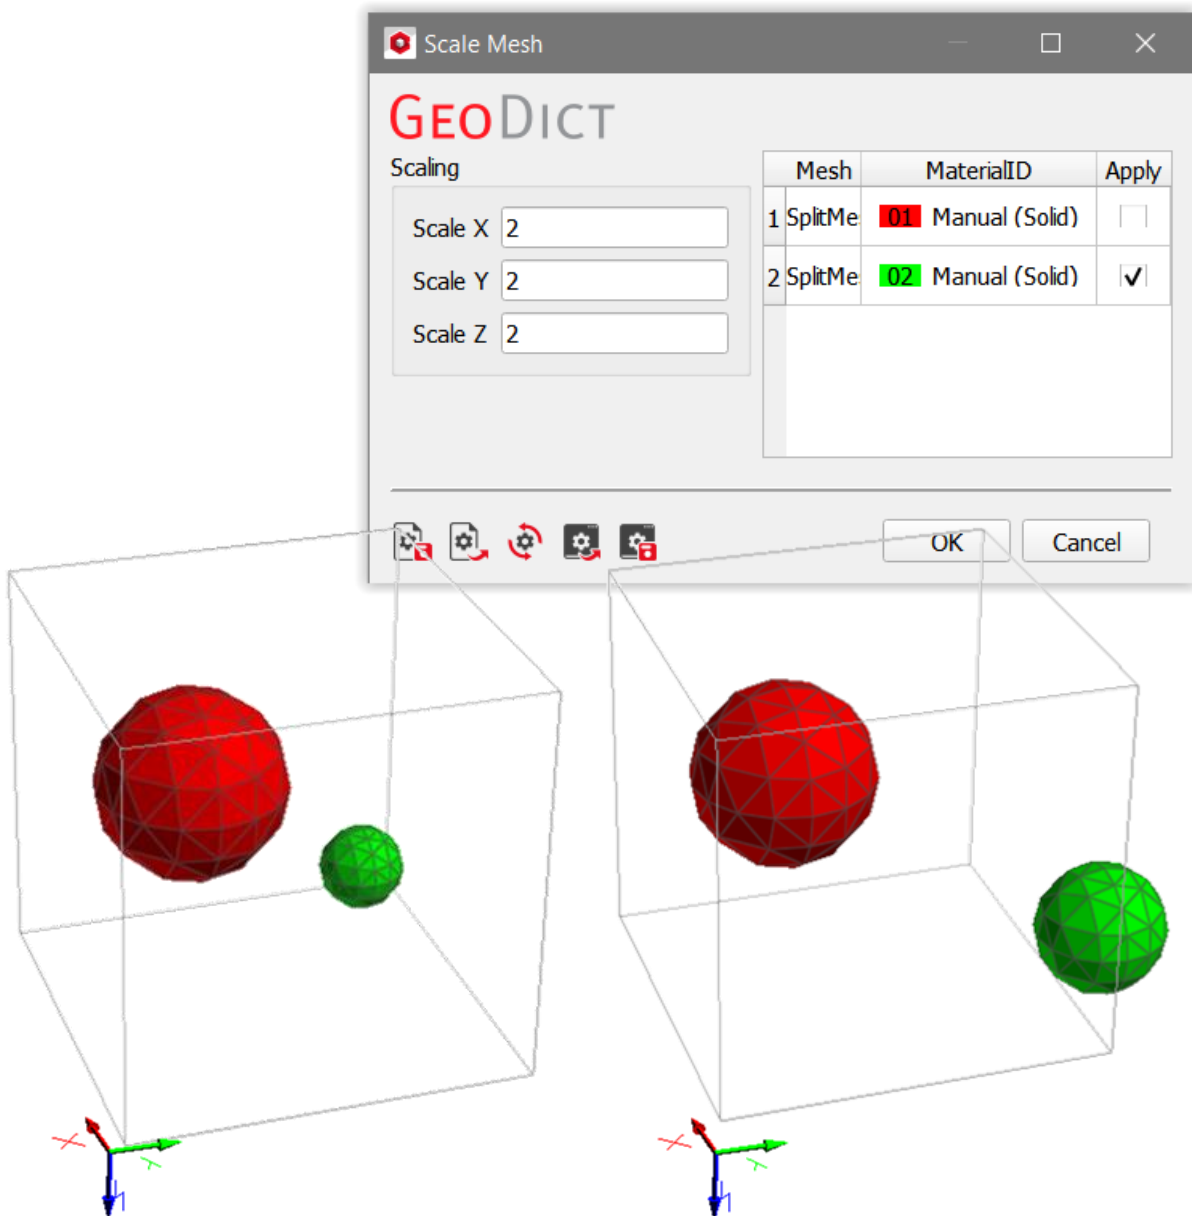 Scale Mesh
GEODICT
Scaling
Scale X 2
Scale Y 2
Scale Z 2
Mesh MaterialID Apply
1 SplitMe 01 Manual (Solid)
2 SplitMe 02 Manual (Solid)
OK Cancel
X Y Z
X Y Z